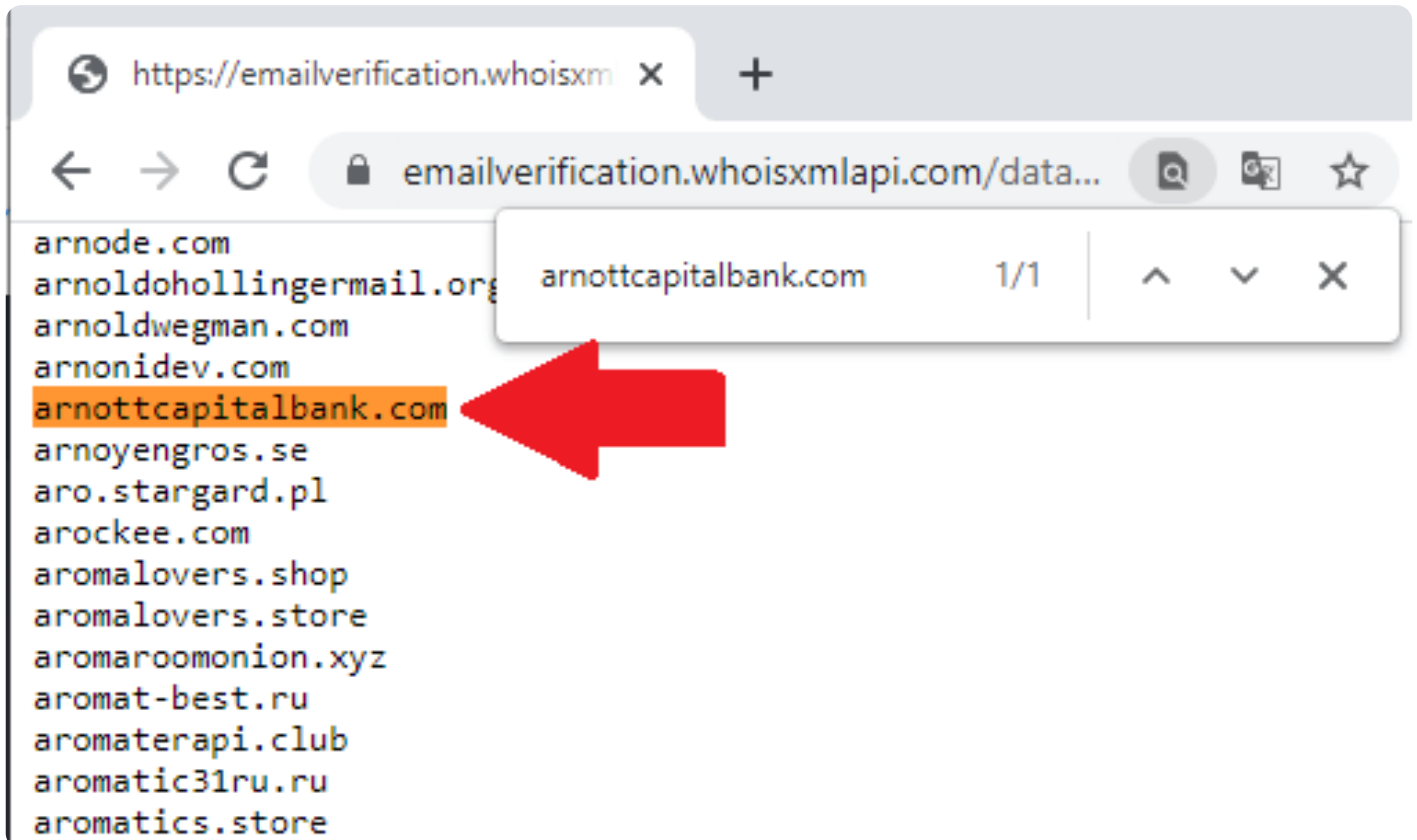 https://emailverification.whoisxm
emailverification.whoisxmlapi.com/data...
arnottcapitalbank.com 1/1
arnode.com
arnoldohollingermail.org
arnoldwegman.com
arnonidev.com
arnottcapitalbank.com
arnoyengros.se
aro.stargard.pl
arockee.com
aromalovers.shop
aromalovers.store
aromaroomonion.xyz
aromat-best.ru
aromaterapi.club
aromatic31ru.ru
aromatics.store